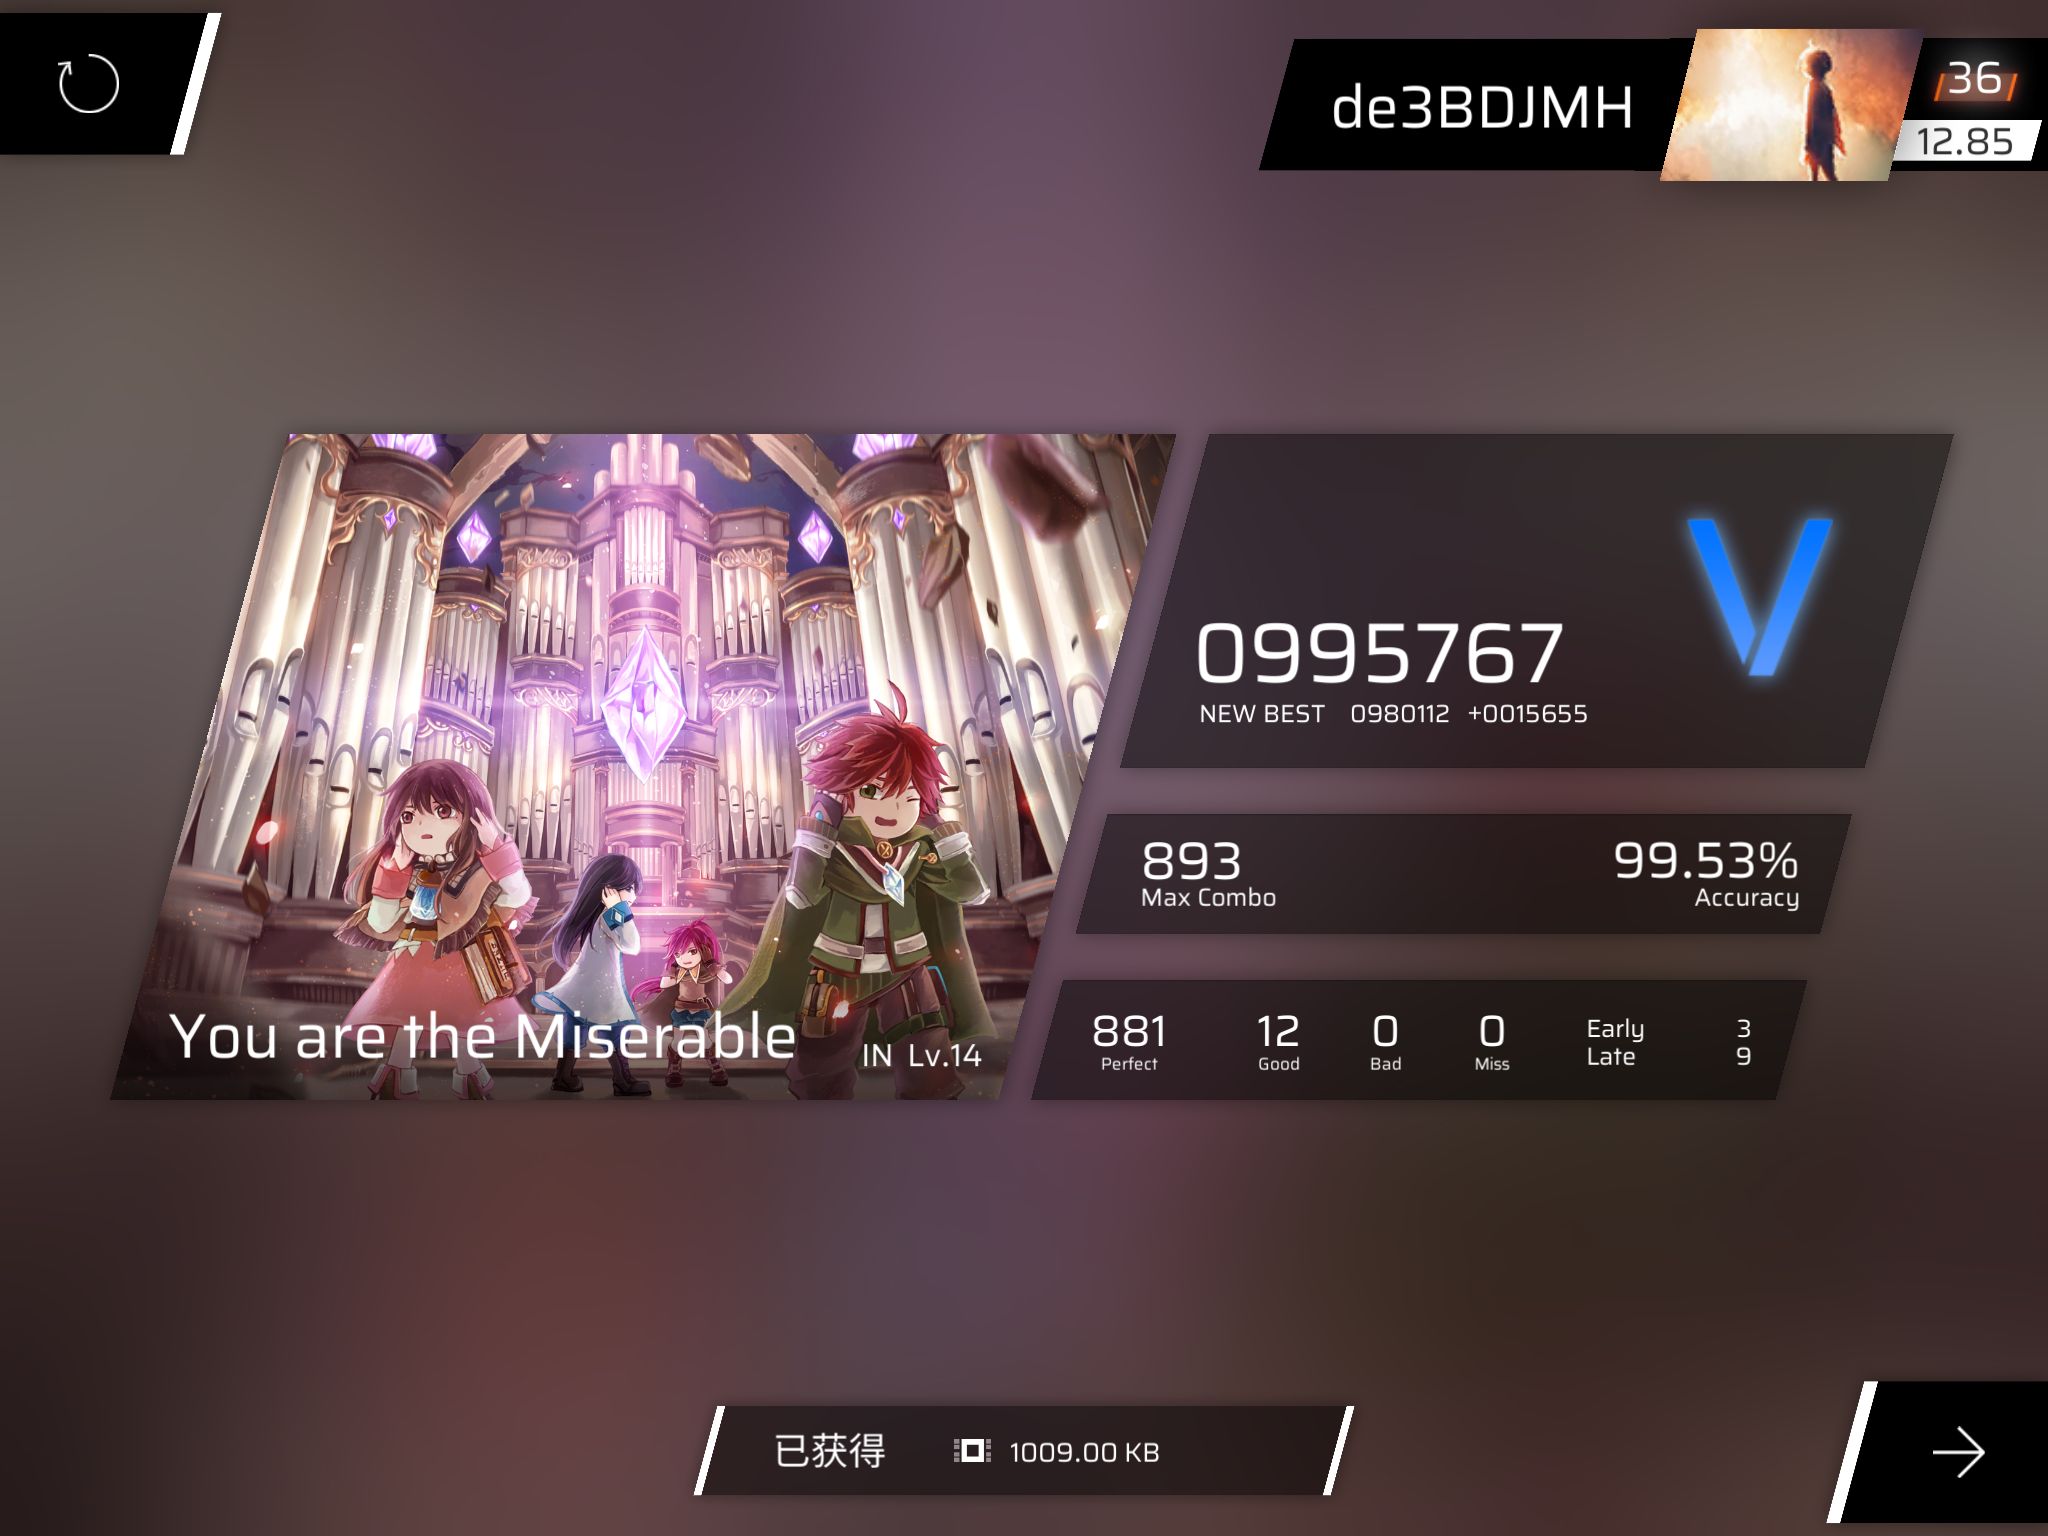 de3BDJMH
36
12.85
You are the Miserable
IN Lv.14
V
0995767
NEW BEST 0980112 +0015655
893
Max Combo
99.53%
Accuracy
881
Perfect
12
Good
0
Bad
0
Miss
Early 3
Late 9
已获得 1009.00 KB